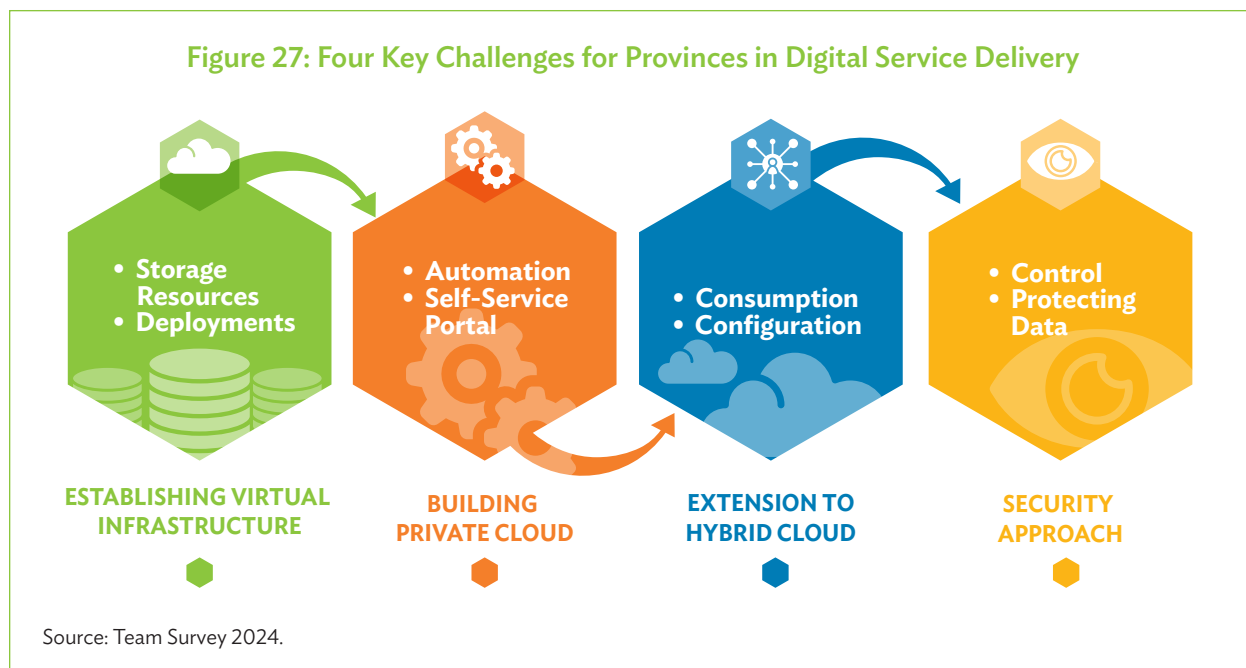 Figure 27: Four Key Challenges for Provinces in Digital Service Delivery
• Storage
Resources
• Deployments
ESTABLISHING VIRTUAL
INFRASTRUCTURE
• Automation
• Self-Service
Portal
BUILDING
PRIVATE CLOUD
• Consumption
• Configuration
EXTENSION TO
HYBRID CLOUD
• Control
• Protecting
Data
SECURITY
APPROACH
Source: Team Survey 2024.